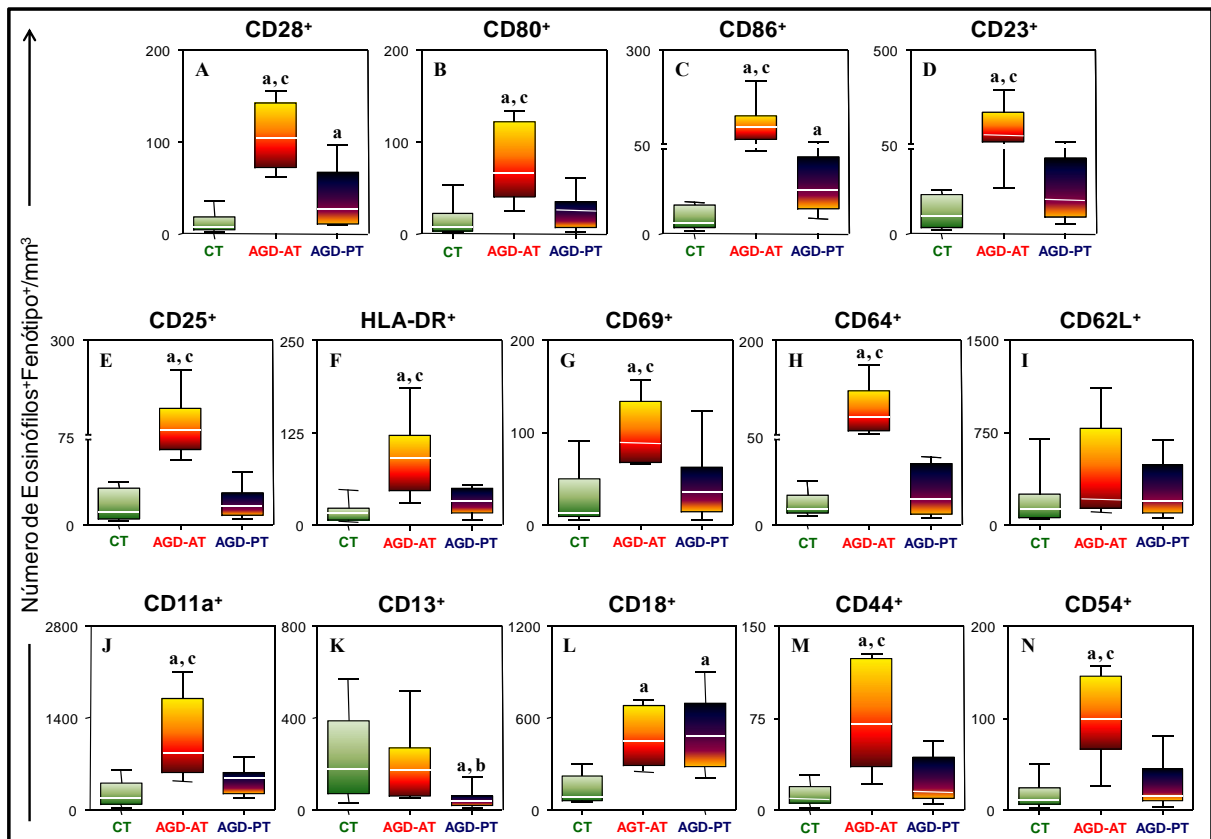 Número de Eosinófilos⁺Fenótipo⁺/mm³
CD28⁺ CD80⁺ CD86⁺ CD23⁺
200 200 300 500
A B C D
a, c a, c a, c a, c
a a
100 100 50 50
0 0 0 0
CT AGD-AT AGD-PT CT AGD-AT AGD-PT CT AGD-AT AGD-PT CT AGD-AT AGD-PT
CD25⁺ HLA-DR⁺ CD69⁺ CD64⁺ CD62L⁺
300 250 200 200 1500
E F G H I
a, c a, c a, c a, c
75 125 100 50 750
0 0 0 0 0
CT AGD-AT AGD-PT CT AGD-AT AGD-PT CT AGD-AT AGD-PT CT AGD-AT AGD-PT CT AGD-AT AGD-PT
CD11a⁺ CD13⁺ CD18⁺ CD44⁺ CD54⁺
2800 800 1200 150 200
J K L M N
a, c a, b a a a, c a, c
1400 400 600 75 100
0 0 0 0 0
CT AGD-AT AGD-PT CT AGD-AT AGD-PT CT AGT-AT AGD-PT CT AGD-AT AGD-PT CT AGD-AT AGD-PT